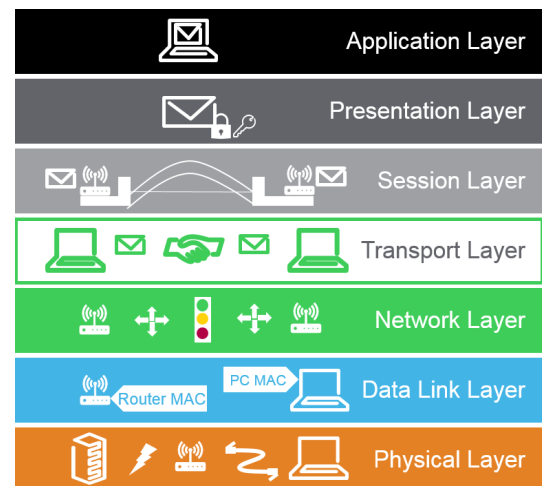 Application Layer
Presentation Layer
Session Layer
Transport Layer
Network Layer
PC MAC
Router MAC
Data Link Layer
Physical Layer